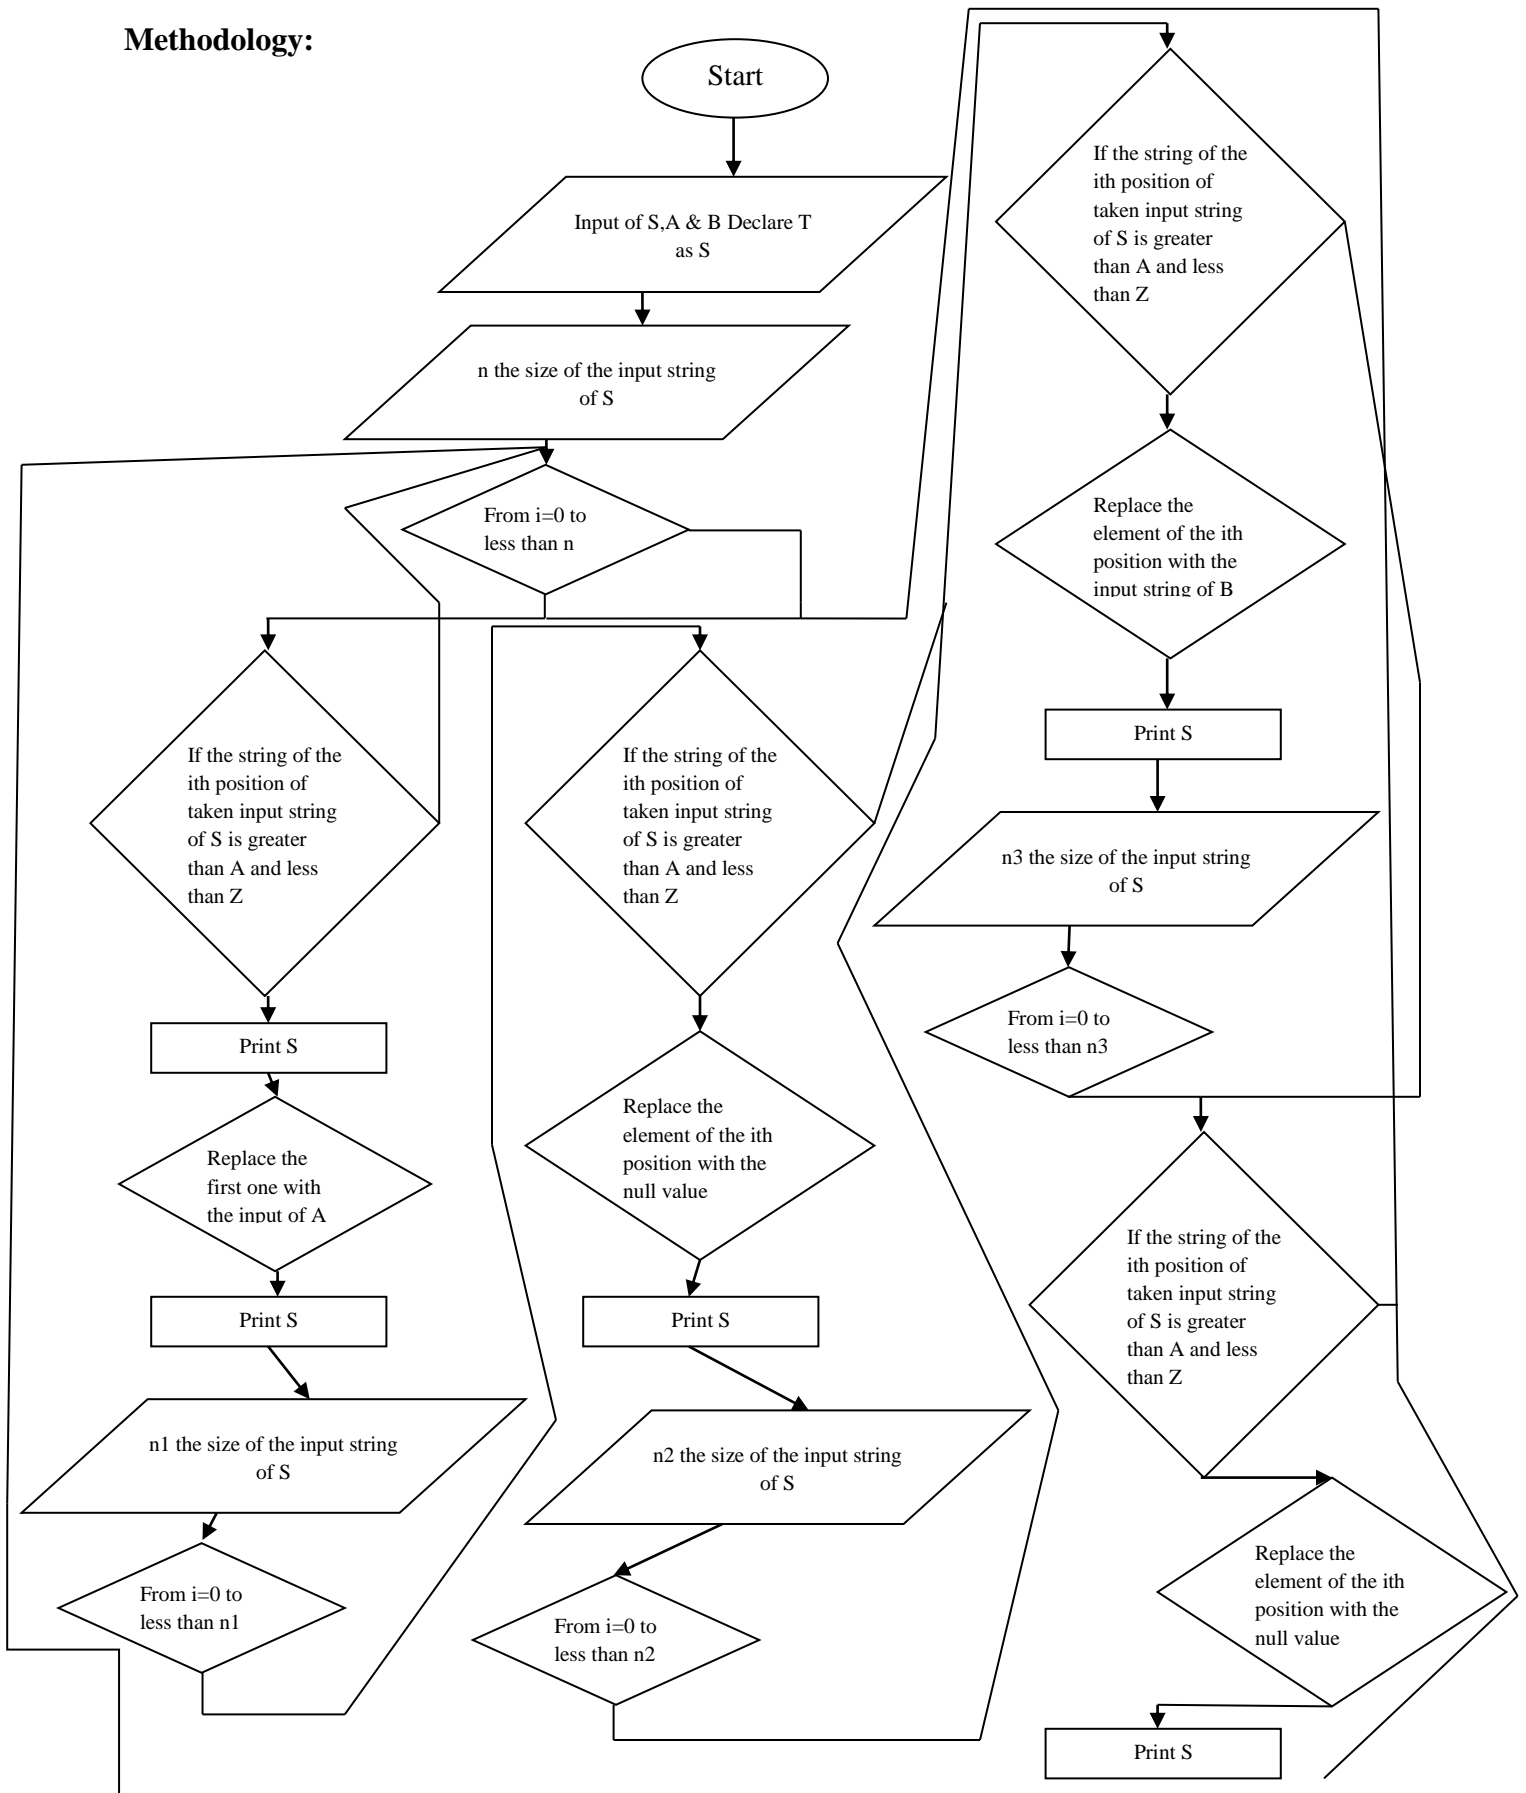 Methodology:
Start
Input of S,A & B Declare T
as S
n the size of the input string
of S
From i=0 to
less than n
If the string of the
ith position of
taken input string
of S is greater
than A and less
than Z
Print S
Replace the
first one with
the input of A
Print S
n1 the size of the input string
of S
From i=0 to
less than n1
If the string of the
ith position of
taken input string
of S is greater
than A and less
than Z
Replace the
element of the ith
position with the
null value
Print S
n2 the size of the input string
of S
From i=0 to
less than n2
If the string of the
ith position of
taken input string
of S is greater
than A and less
than Z
Replace the
element of the ith
position with the
input string of B
Print S
n3 the size of the input string
of S
From i=0 to
less than n3
If the string of the
ith position of
taken input string
of S is greater
than A and less
than Z
Replace the
element of the ith
position with the
null value
Print S